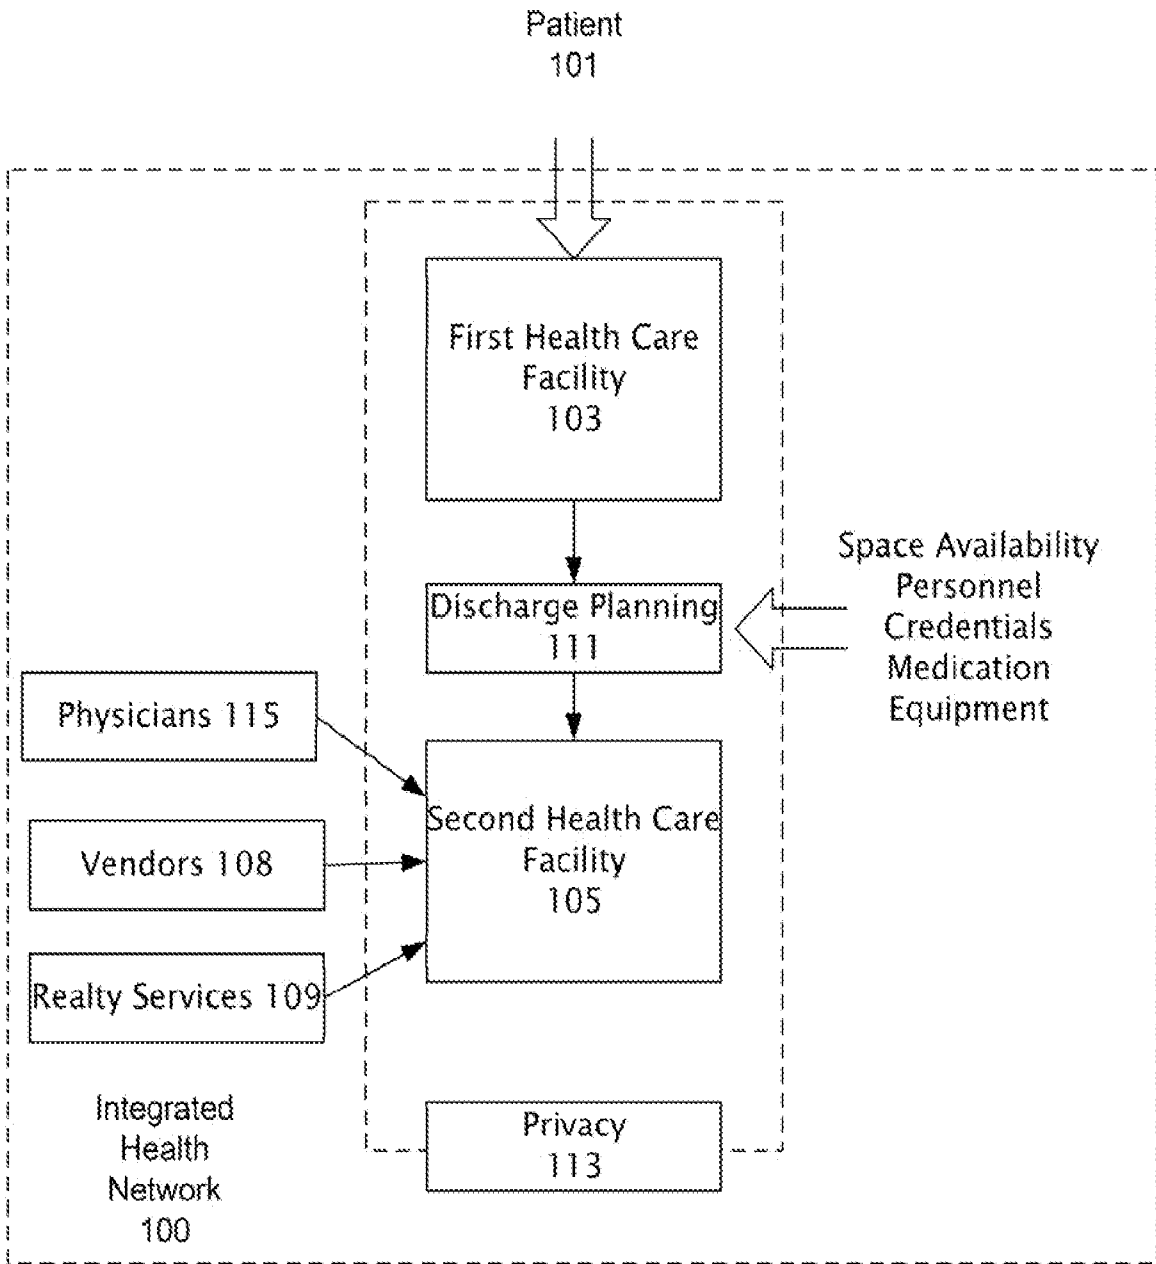 Patient
101
First Health Care
Facility
103
Space Availability
Personnel
Credentials
Medication
Equipment
Discharge Planning
111
Physicians 115
Second Health Care
Facility
105
Vendors 108
Realty Services 109
Integrated
Health
Network
100
Privacy
113